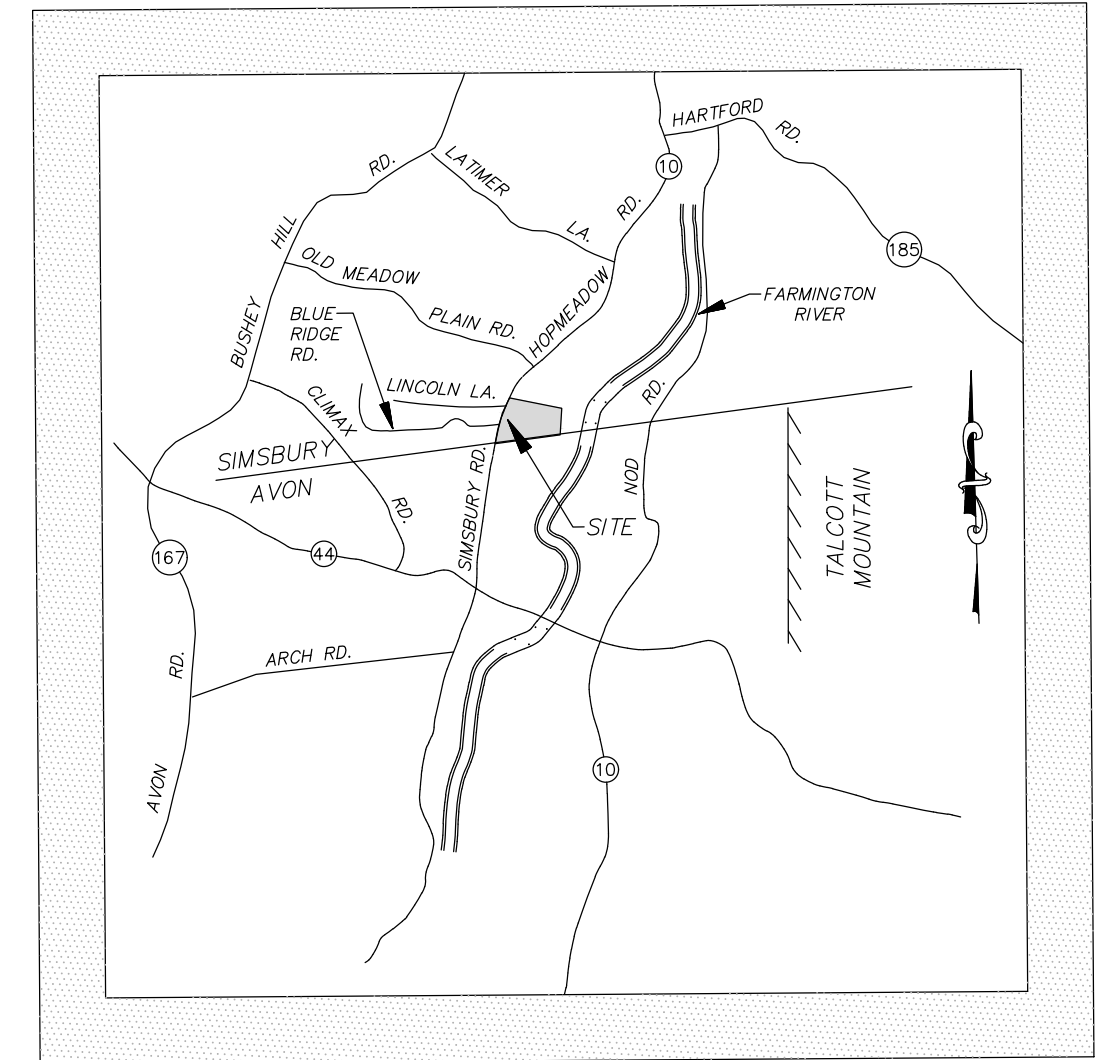 HARTFORD RD.
10
RD.
LATIMER LA.
HILL
RD.
185
OLD MEADOW PLAIN RD.
BUSHEY
HOPMEADOW
FARMINGTON
RIVER
BLUE
RIDGE
RD.
LINCOLN LA.
CLIMAX RD.
RD.
NOD
SIMSBURY
AVON
SIMSBURY RD.
SITE
TALCOTT
MOUNTAIN
167
44
ARCH RD.
RD.
AVON
10